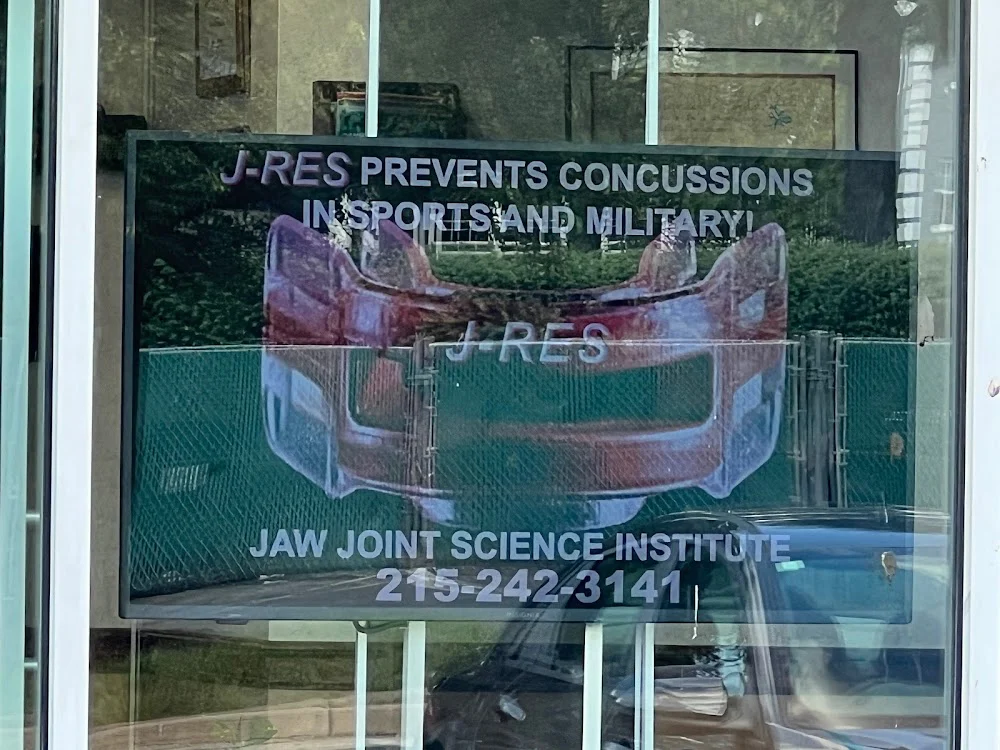 J-RES PREVENTS CONCUSSIONS
IN SPORTS AND MILITARY!
J-RES
JAW JOINT SCIENCE INSTITUTE
215-242-3141